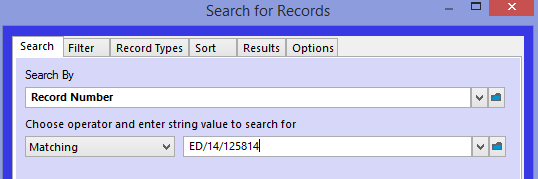 Search for Records
Search Filter Record Types Sort Results Options
Search By
Record Number
Choose operator and enter string value to search for
Matching ED/14/125814